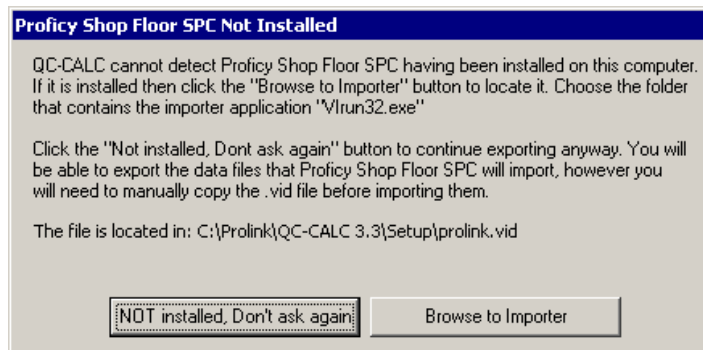 Proficy Shop Floor SPC Not Installed
QC-CALC cannot detect Proficy Shop Floor SPC having been installed on this computer.
If it is installed then click the "Browse to Importer" button to locate it. Choose the folder
that contains the importer application "VIrun32.exe"
Click the "Not installed, Dont ask again" button to continue exporting anyway. You will
be able to export the data files that Proficy Shop Floor SPC will import, however you
will need to manually copy the .vid file before importing them.
The file is located in: C:\Prolink\QC-CALC 3.3\Setup\prolink.vid
NOT installed, Don't ask again
Browse to Importer